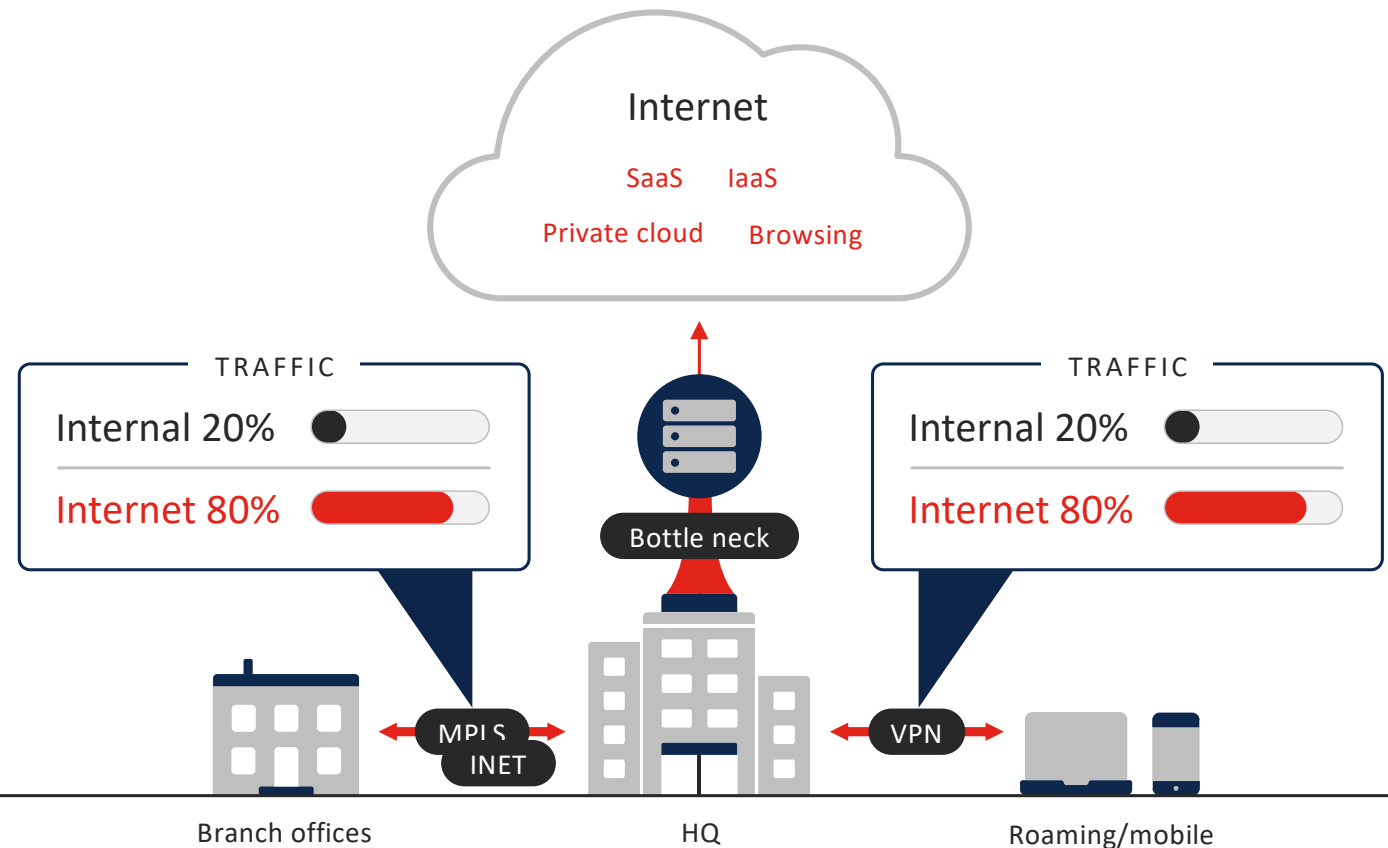 Internet
SaaS IaaS
Private cloud Browsing
TRAFFIC
Internal 20%
Internet 80%
Bottle neck
TRAFFIC
Internal 20%
Internet 80%
MPLS
INET
VPN
Branch offices
HQ
Roaming/mobile